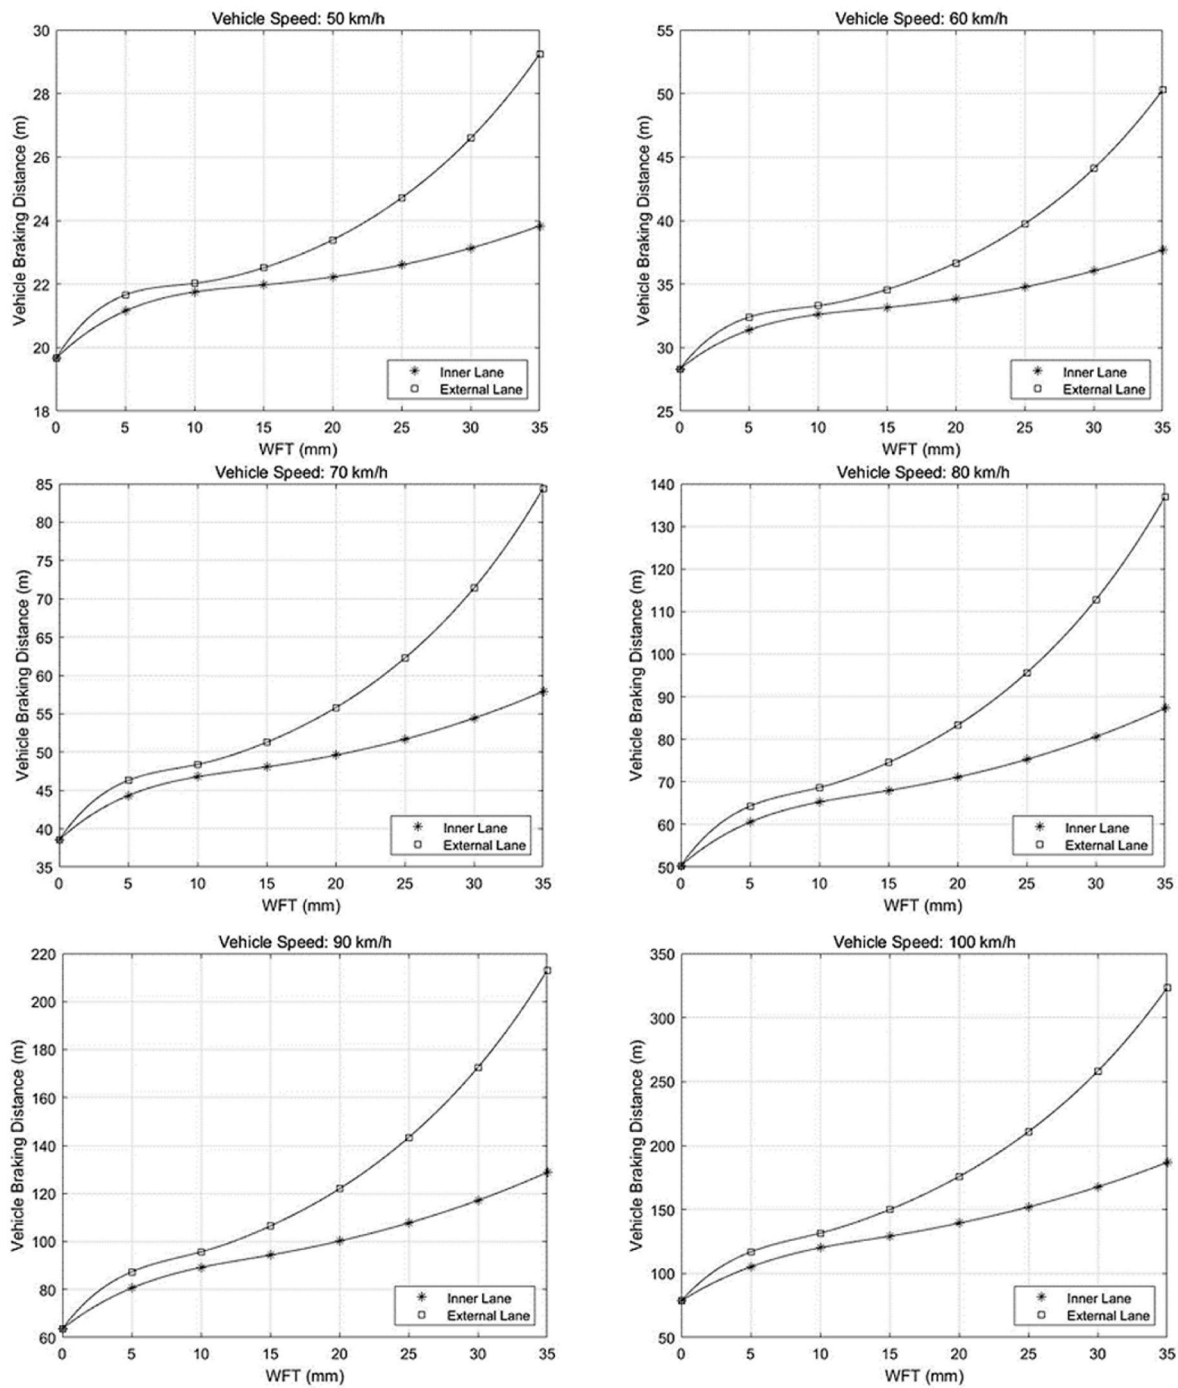 Vehicle Speed: 50 km/h
Vehicle Braking Distance (m)
30
28
26
24
22
20
18
0 5 10 15 20 25 30 35
WFT (mm)
Inner Lane
External Lane
Vehicle Speed: 60 km/h
Vehicle Braking Distance (m)
55
50
45
40
35
30
25
0 5 10 15 20 25 30 35
WFT (mm)
Inner Lane
External Lane
Vehicle Speed: 70 km/h
Vehicle Braking Distance (m)
85
80
75
70
65
60
55
50
45
40
35
0 5 10 15 20 25 30 35
WFT (mm)
Inner Lane
External Lane
Vehicle Speed: 80 km/h
Vehicle Braking Distance (m)
140
130
120
110
100
90
80
70
60
50
0 5 10 15 20 25 30 35
WFT (mm)
Inner Lane
External Lane
Vehicle Speed: 90 km/h
Vehicle Braking Distance (m)
220
200
180
160
140
120
100
80
60
0 5 10 15 20 25 30 35
WFT (mm)
Inner Lane
External Lane
Vehicle Speed: 100 km/h
Vehicle Braking Distance (m)
350
300
250
200
150
100
50
0 5 10 15 20 25 30 35
WFT (mm)
Inner Lane
External Lane